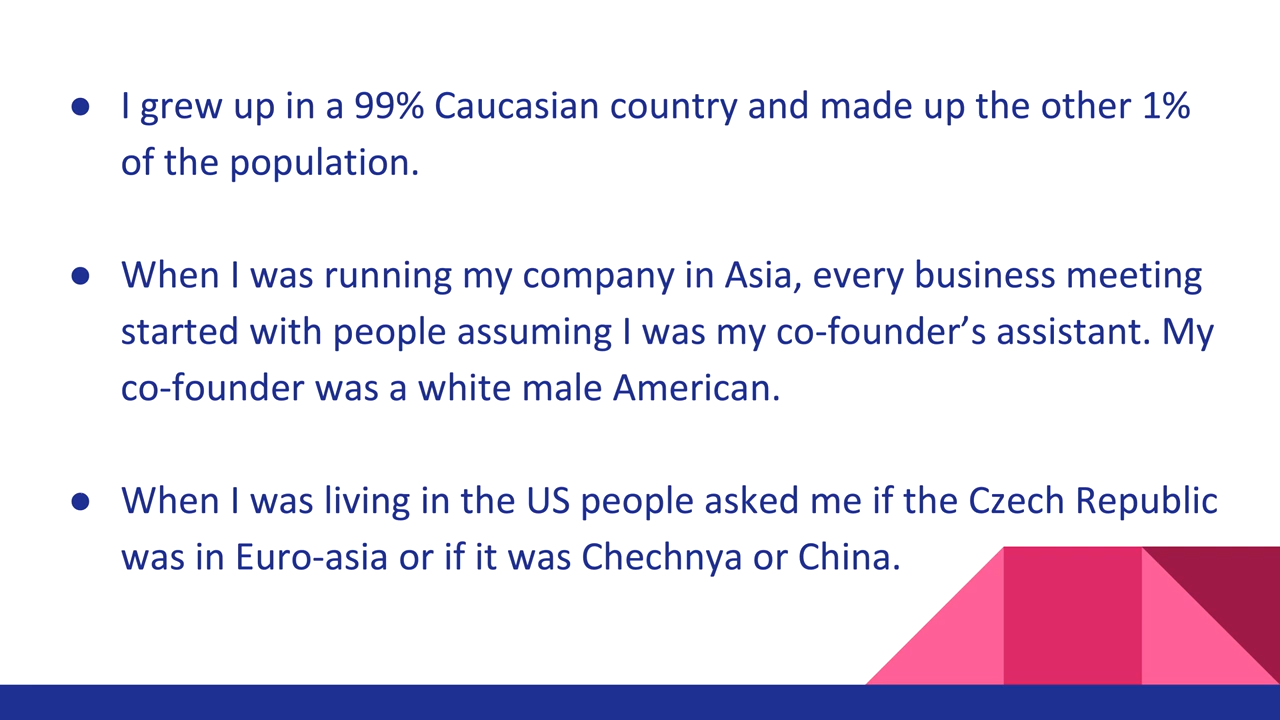 ● I grew up in a 99% Caucasian country and made up the other 1%
of the population.
● When I was running my company in Asia, every business meeting
started with people assuming I was my co-founder’s assistant. My
co-founder was a white male American.
● When I was living in the US people asked me if the Czech Republic
was in Euro-asia or if it was Chechnya or China.